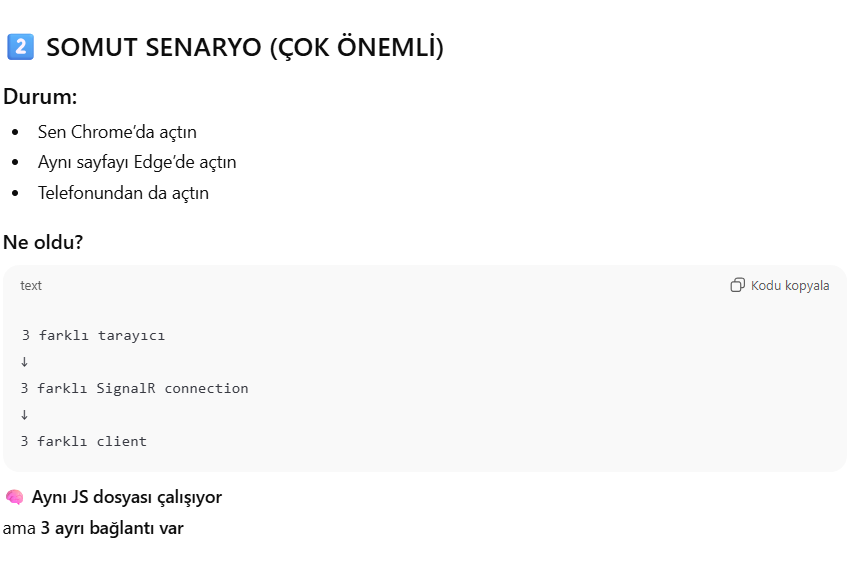 2 SOMUT SENARYO (ÇOK ÖNEMLİ)
Durum:
• Sen Chrome’da açtın
• Aynı sayfayı Edge’de açtın
• Telefonundan da açtın
Ne oldu?
text
Kodu kopyala
3 farklı tarayıcı
↓
3 farklı SignalR connection
↓
3 farklı client
🧠 Aynı JS dosyası çalışıyor
ama 3 ayrı bağlantı var